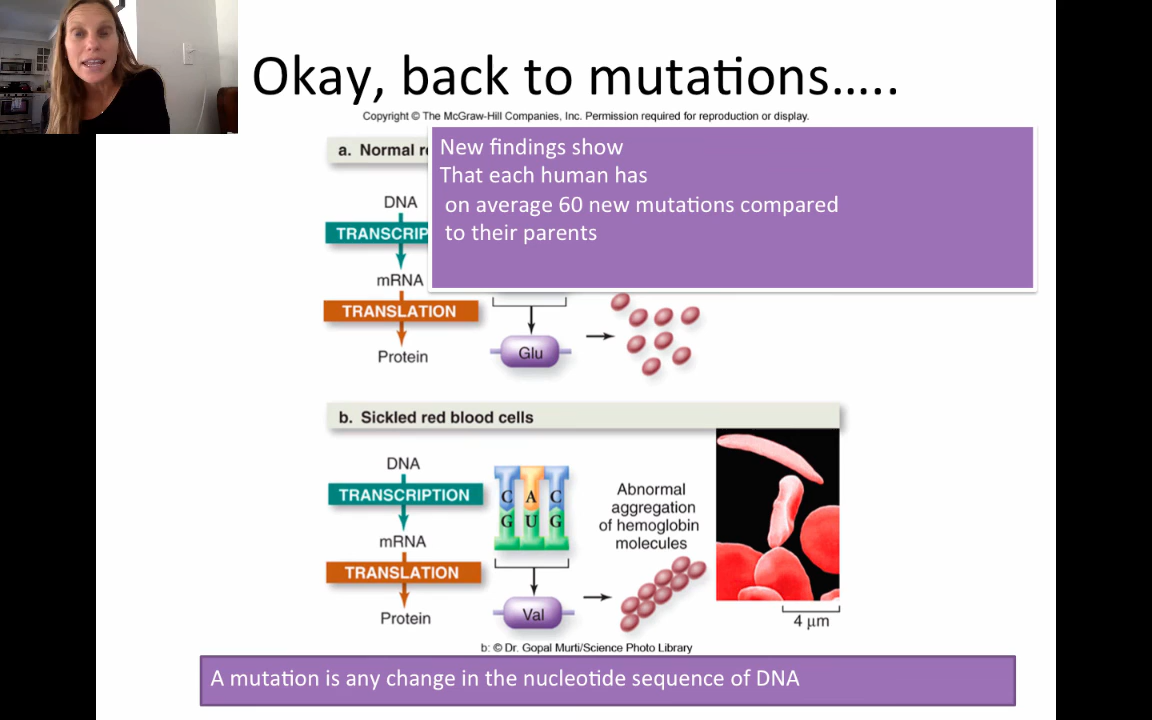 Okay, back to mutations…..
Copyright © The McGraw-Hill Companies, Inc. Permission required for reproduction or display.
a. Normal
New findings show
That each human has
on average 60 new mutations compared
to their parents
DNA
TRANSCRIP
mRNA
TRANSLATION
Protein
Glu
b. Sickled red blood cells
DNA
TRANSCRIPTION
mRNA
TRANSLATION
Protein
C A C
G U G
Val
Abnormal
aggregation
of hemoglobin
molecules
4 µm
b: © Dr. Gopal Murti/Science Photo Library
A mutation is any change in the nucleotide sequence of DNA